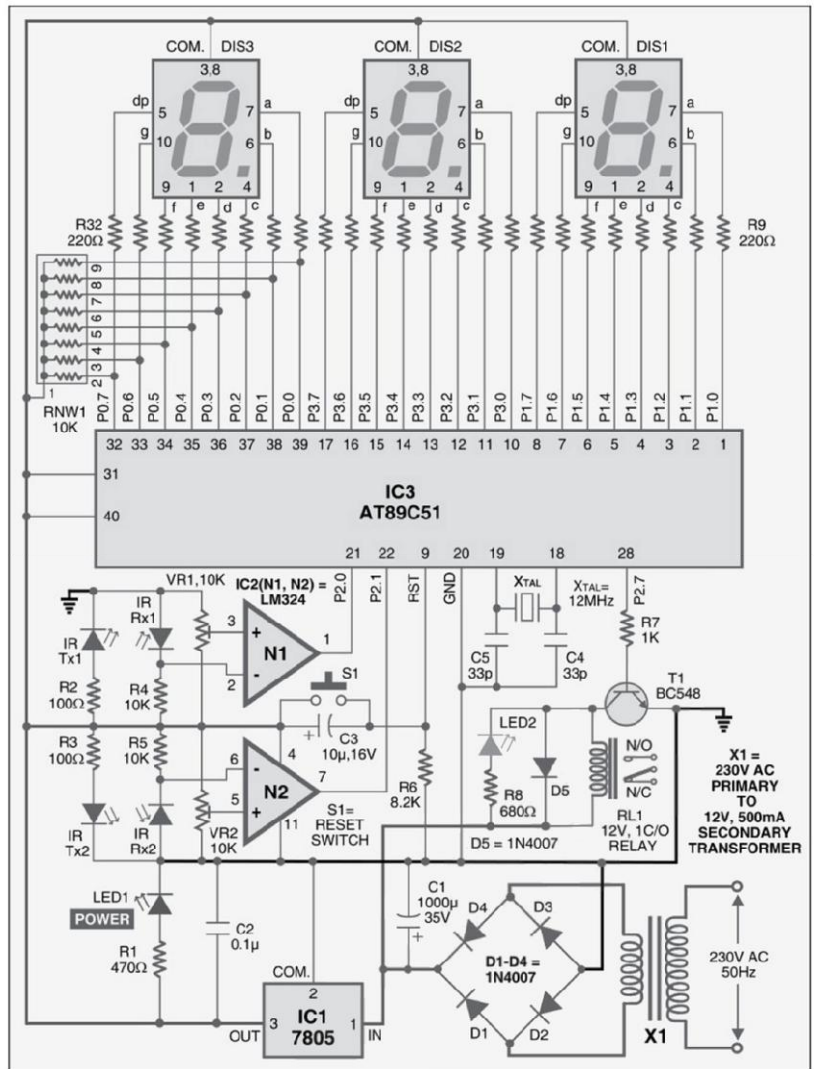 COM. DIS3 COM. DIS2 COM. DIS1
3,8 3,8 3,8
dp 5 7 a dp 5 7 a dp 5 7 a
g 10 6 b g 10 6 b g 10 6 b
9 1 2 4 9 1 2 4 9 1 2 4
f e d c f e d c f e d c
R32
220Ω
R9
220Ω
9
8
7
6
5
4
3
2
1
RNW1
10K
P0.7 P0.6 P0.5 P0.4 P0.3 P0.2 P0.1 P0.0 P3.7 P3.6 P3.5 P3.4 P3.3 P3.2 P3.1 P3.0 P1.7 P1.6 P1.5 P1.4 P1.3 P1.2 P1.1 P1.0
32 33 34 35 36 37 38 39 17 16 15 14 13 12 11 10 8 7 6 5 4 3 2 1
31
40
IC3
AT89C51
21 22 9 20 19 18 28
P2.0 P2.1 RST GND P2.7
VR1,10K
IC2(N1, N2) =
LM324
XTAL
XTAL=
12MHz
R7
1K
IR
Rx1
IR
Tx1
3
+
N1
1
2
-
S1
C5
33p
C4
33p
T1
BC548
R2
100Ω
R4
10K
R3
100Ω
R5
10K
+
C3
10µ,16V
4
6
-
N2
7
5
+
11
R6
8.2K
LED2
R8
680Ω
D5
N/O
N/C
RL1
12V, 1C/O
RELAY
D5 = 1N4007
X1 =
230V AC
PRIMARY
TO
12V, 500mA
SECONDARY
TRANSFORMER
IR
Tx2
IR
Rx2
VR2
10K
S1=
RESET
SWITCH
LED1
POWER
R1
470Ω
C2
0.1µ
C1
1000µ
35V
+
D4 D3
D1-D4 =
1N4007
D1 D2
COM.
2
OUT 3 IC1 1 IN
7805
X1
230V AC
50Hz